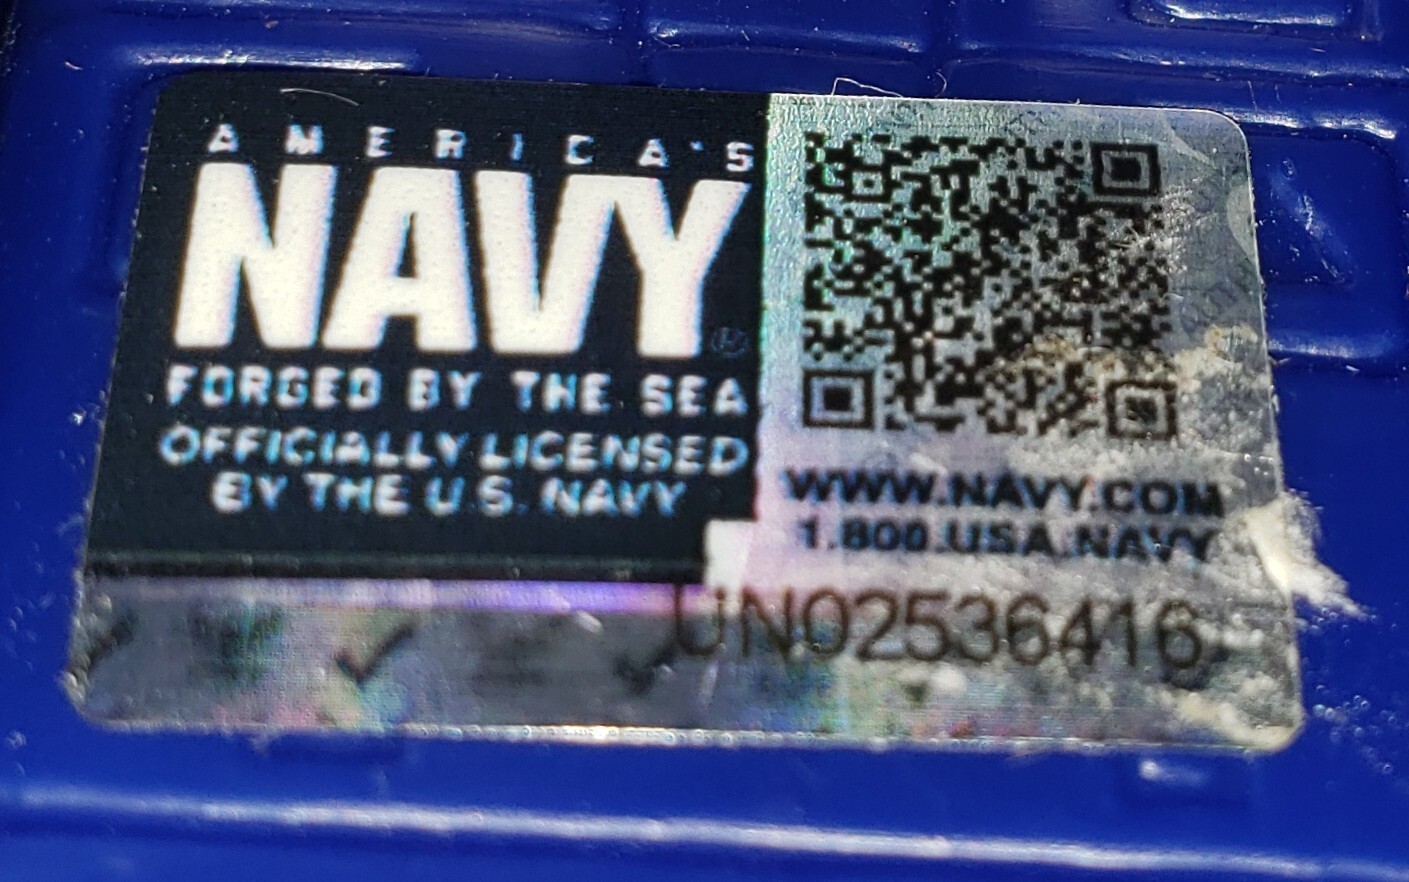 AMERICA'S
NAVY®
FORGED BY THE SEA
OFFICIALLY LICENSED
BY THE U.S. NAVY
WWW.NAVY.COM
1.800.USA.NAVY
UN02536416